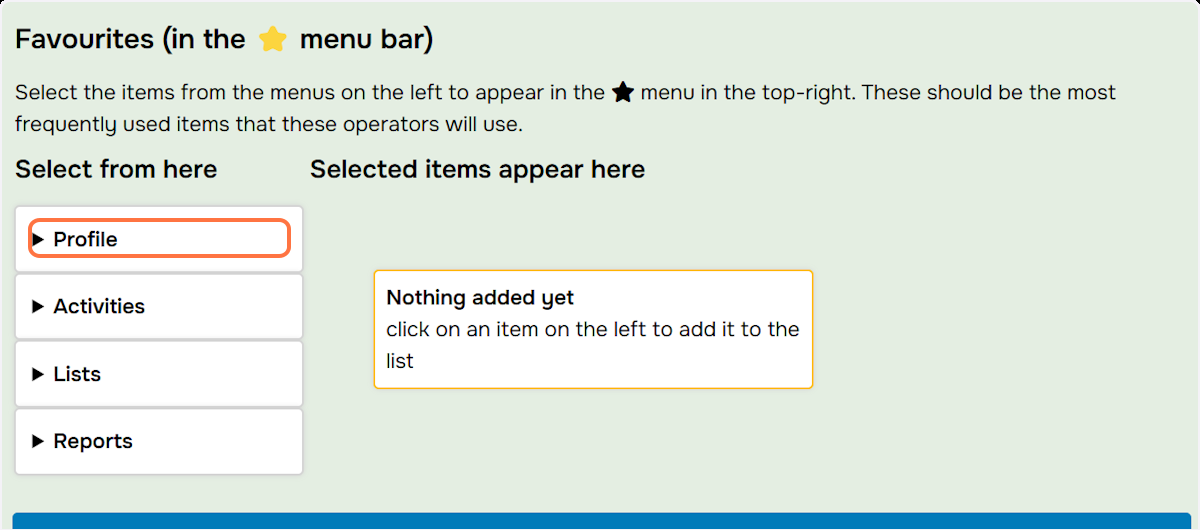 Favourites (in the ⭐ menu bar)
Select the items from the menus on the left to appear in the ★ menu in the top-right. These should be the most
frequently used items that these operators will use.
Select from here
Selected items appear here
Profile
Activities
Lists
Reports
Nothing added yet
click on an item on the left to add it to the
list